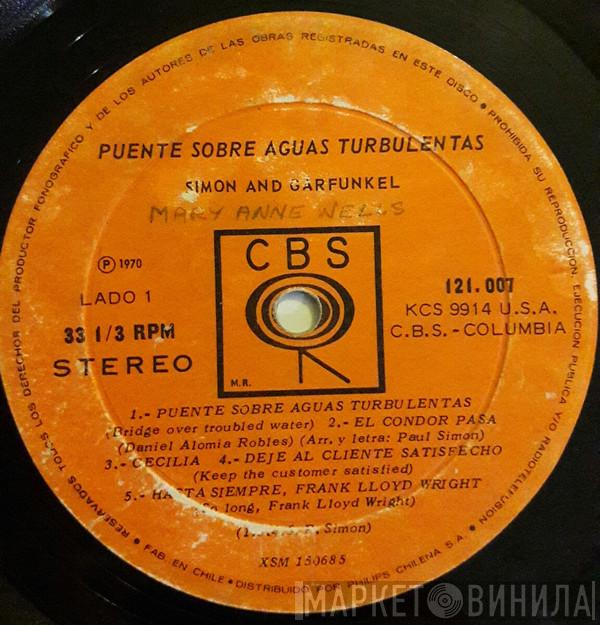 RESERVADOS TODOS LOS DERECHOR DEL PRODUCTOR FONOGRAFICO Y DE LOS AUTORES DE LAS OBRAS REGISTRADAS EN ESTE DISCO • PROHIBIDA SU REPRODUCCION, EJECUCION PUBLICA Y/O RADIOTELEFUSION
PUENTE SOBRE AGUAS TURBULENTAS
SIMON AND GARFUNKEL
MARY ANNE WELLS
CBS
M.R.
Ⓟ 1970
LADO 1
33 1/3 RPM
STEREO
121.007
KCS 9914 U.S.A.
C.B.S.-COLUMBIA
1.- PUENTE SOBRE AGUAS TURBULENTAS
(Bridge over troubled water) 2.- EL CONDOR PASA
(Daniel Alomia Robles) (Arr. y letra: Paul Simon)
3.- CECILIA 4.- DEJE AL CLIENTE SATISFECHO
(Keep the customer satisfied)
5.- HASTA SIEMPRE, FRANK LLOYD WRIGHT
long, Frank Lloyd Wright)
Simon)
XSM 150685
FAB. EN CHILE • DISTRIBUIDO POR PHILIPS CHILENA S.A. •
МАРКЕТ ВИНИЛА